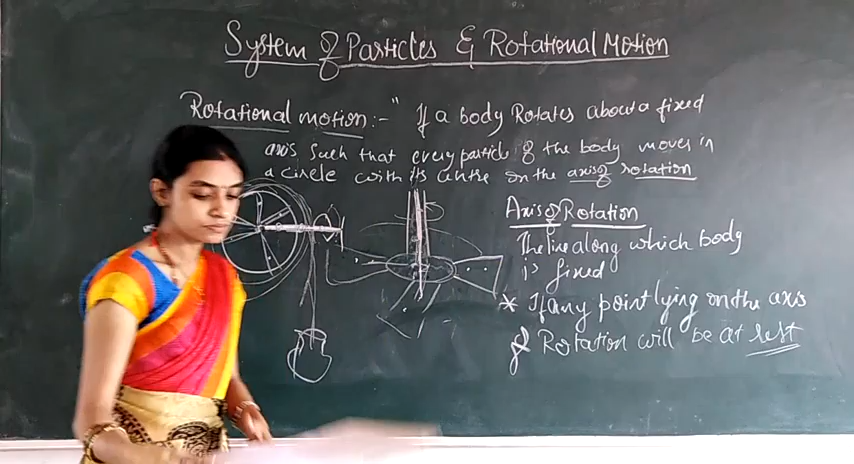 System of Particles & Rotational Motion
Rotational motion :- " If a body Rotates about a fixed
axis such that every particle of the body moves in
a circle with its centre on the axis of rotation
Axis of Rotation
The line along which body
is fixed
* If any point lying on the axis
of Rotation will be at rest